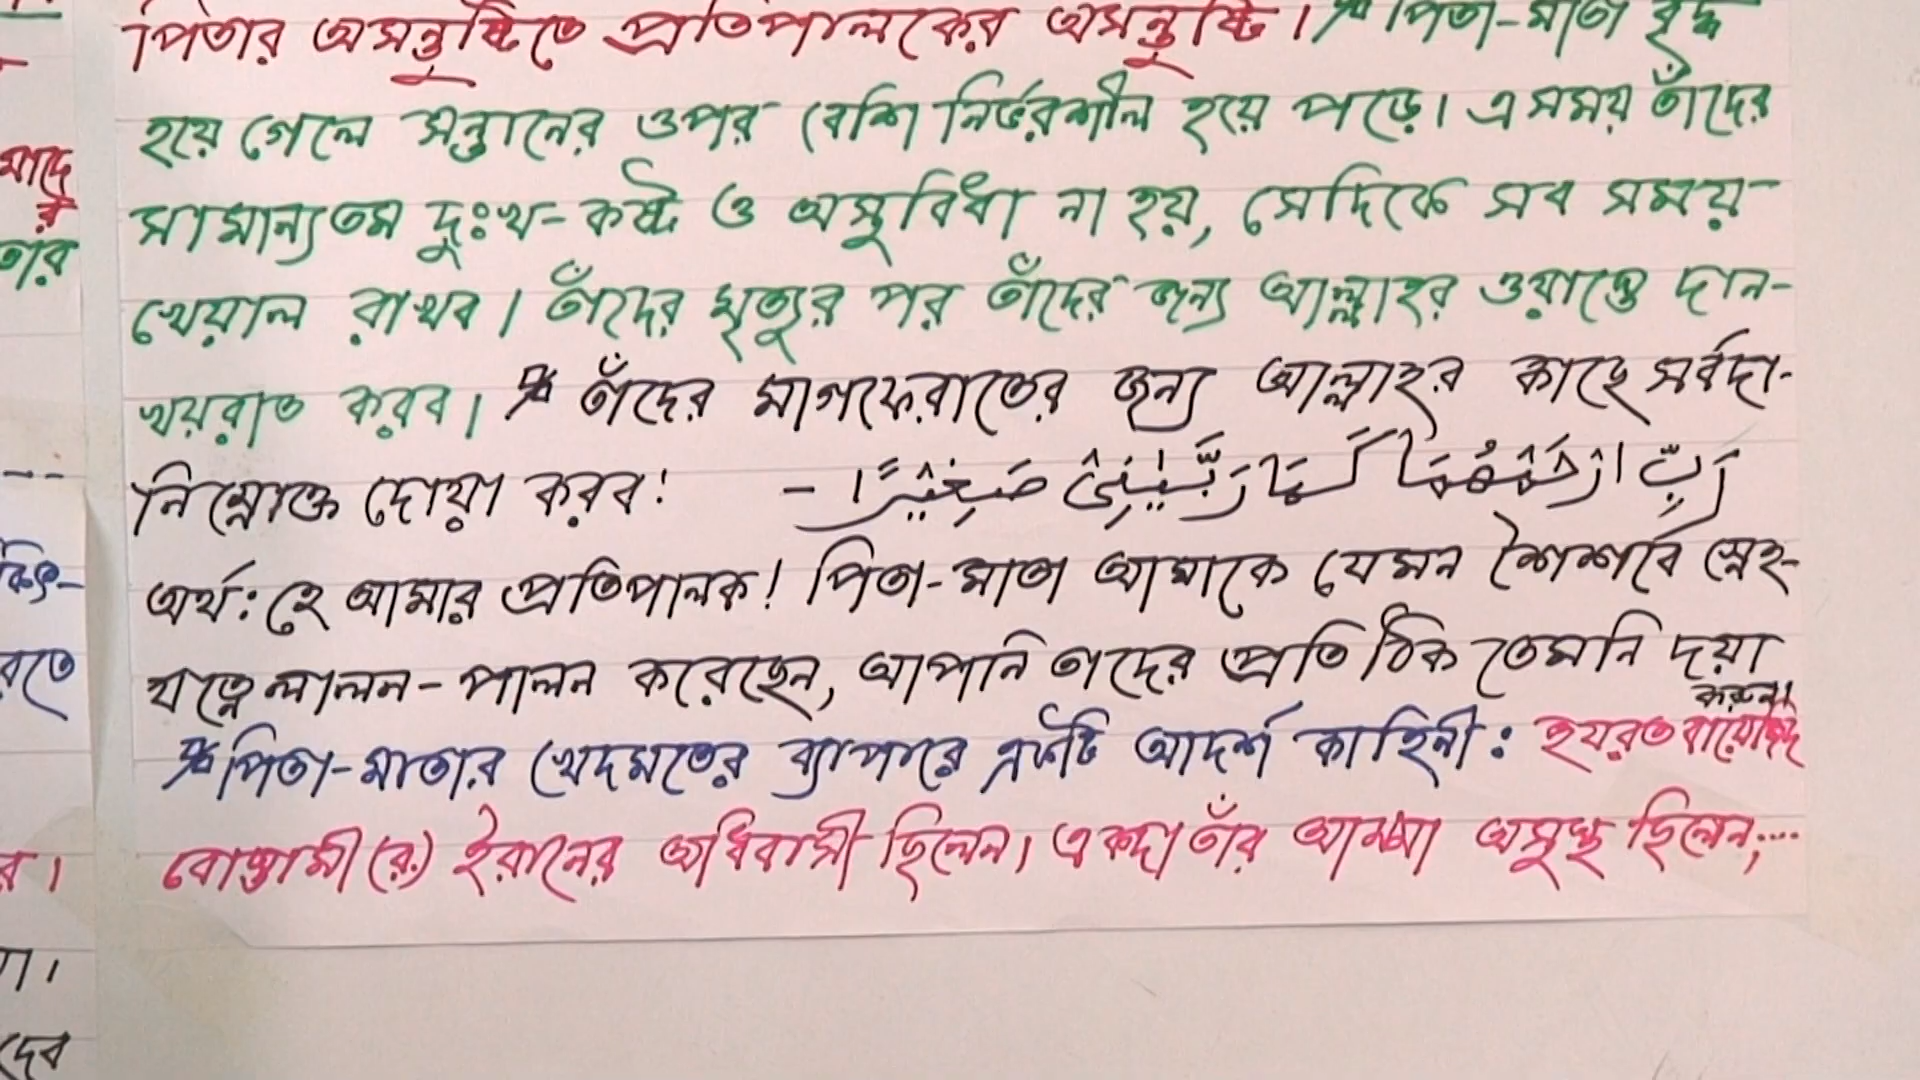 পিতার অসন্তুষ্টিতে প্রতিপালকের অসন্তুষ্টি। * পিতা-মাতা বৃদ্ধ
হয়ে গেলে সন্তানের ওপর বেশি নির্ভরশীল হয়ে পড়ে। এ সময় তাঁদের
সামান্যতম দুঃখ-কষ্ট ও অসুবিধা না হয়, সেদিকে সব সময়
খেয়াল রাখব। তাঁদের মৃত্যুর পর তাঁদের জন্য আল্লাহর ওয়াস্তে দান-
খয়রাত করব। * তাঁদের মাগফেরাতের জন্য আল্লাহর কাছে সর্বদা-
নিম্নোক্ত দোয়া করব! رَبِّ ارْحَمْهُمَا كَمَا رَبَّيٰنِىْ صَغِيْرًا -
অর্থ: হে আমার প্রতিপালক! পিতা-মাতা আমাকে যেমন শৈশবে স্নেহ-
যত্নে লালন-পালন করেছেন, আপনি তাদের প্রতি ঠিক তেমনি দয়া
করুন।
* পিতা-মাতার খেদমতের ব্যাপারে একটি আদর্শ কাহিনী: হযরত বায়েজিদ
বোস্তামী (র.) ইরানের অধিবাসী ছিলেন। একদা তাঁর আম্মা অসুস্থ ছিলেন,...
মাদে
র
তার
রতে
র।
দেব